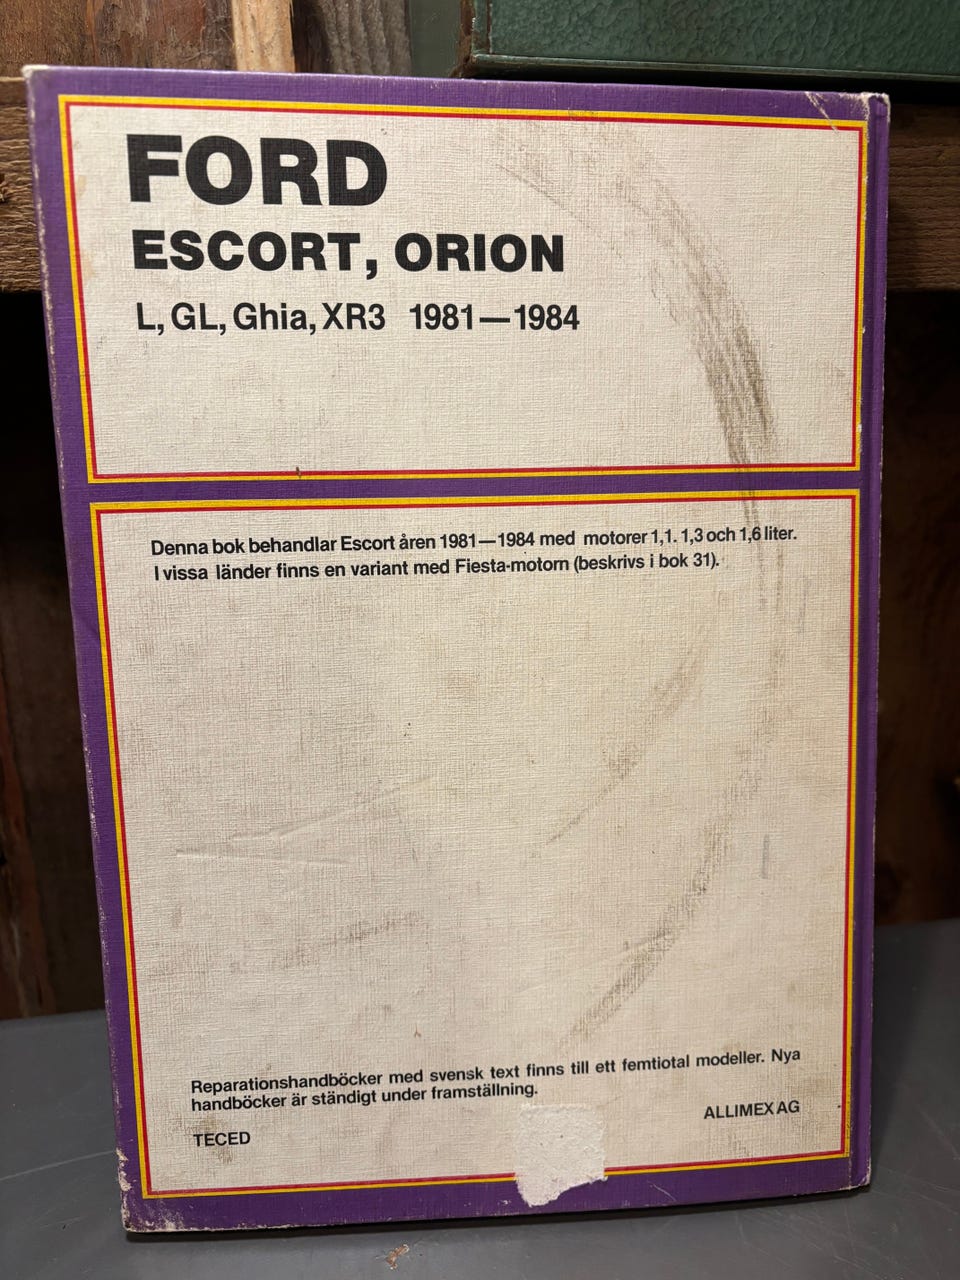 FORD
ESCORT, ORION
L, GL, Ghia, XR3 1981—1984
Denna bok behandlar Escort åren 1981—1984 med motorer 1,1. 1,3 och 1,6 liter.
I vissa länder finns en variant med Fiesta-motorn (beskrivs i bok 31).
Reparationshandböcker med svensk text finns till ett femtiotal modeller. Nya
handböcker är ständigt under framställning.
ALLIMEX AG
TECED